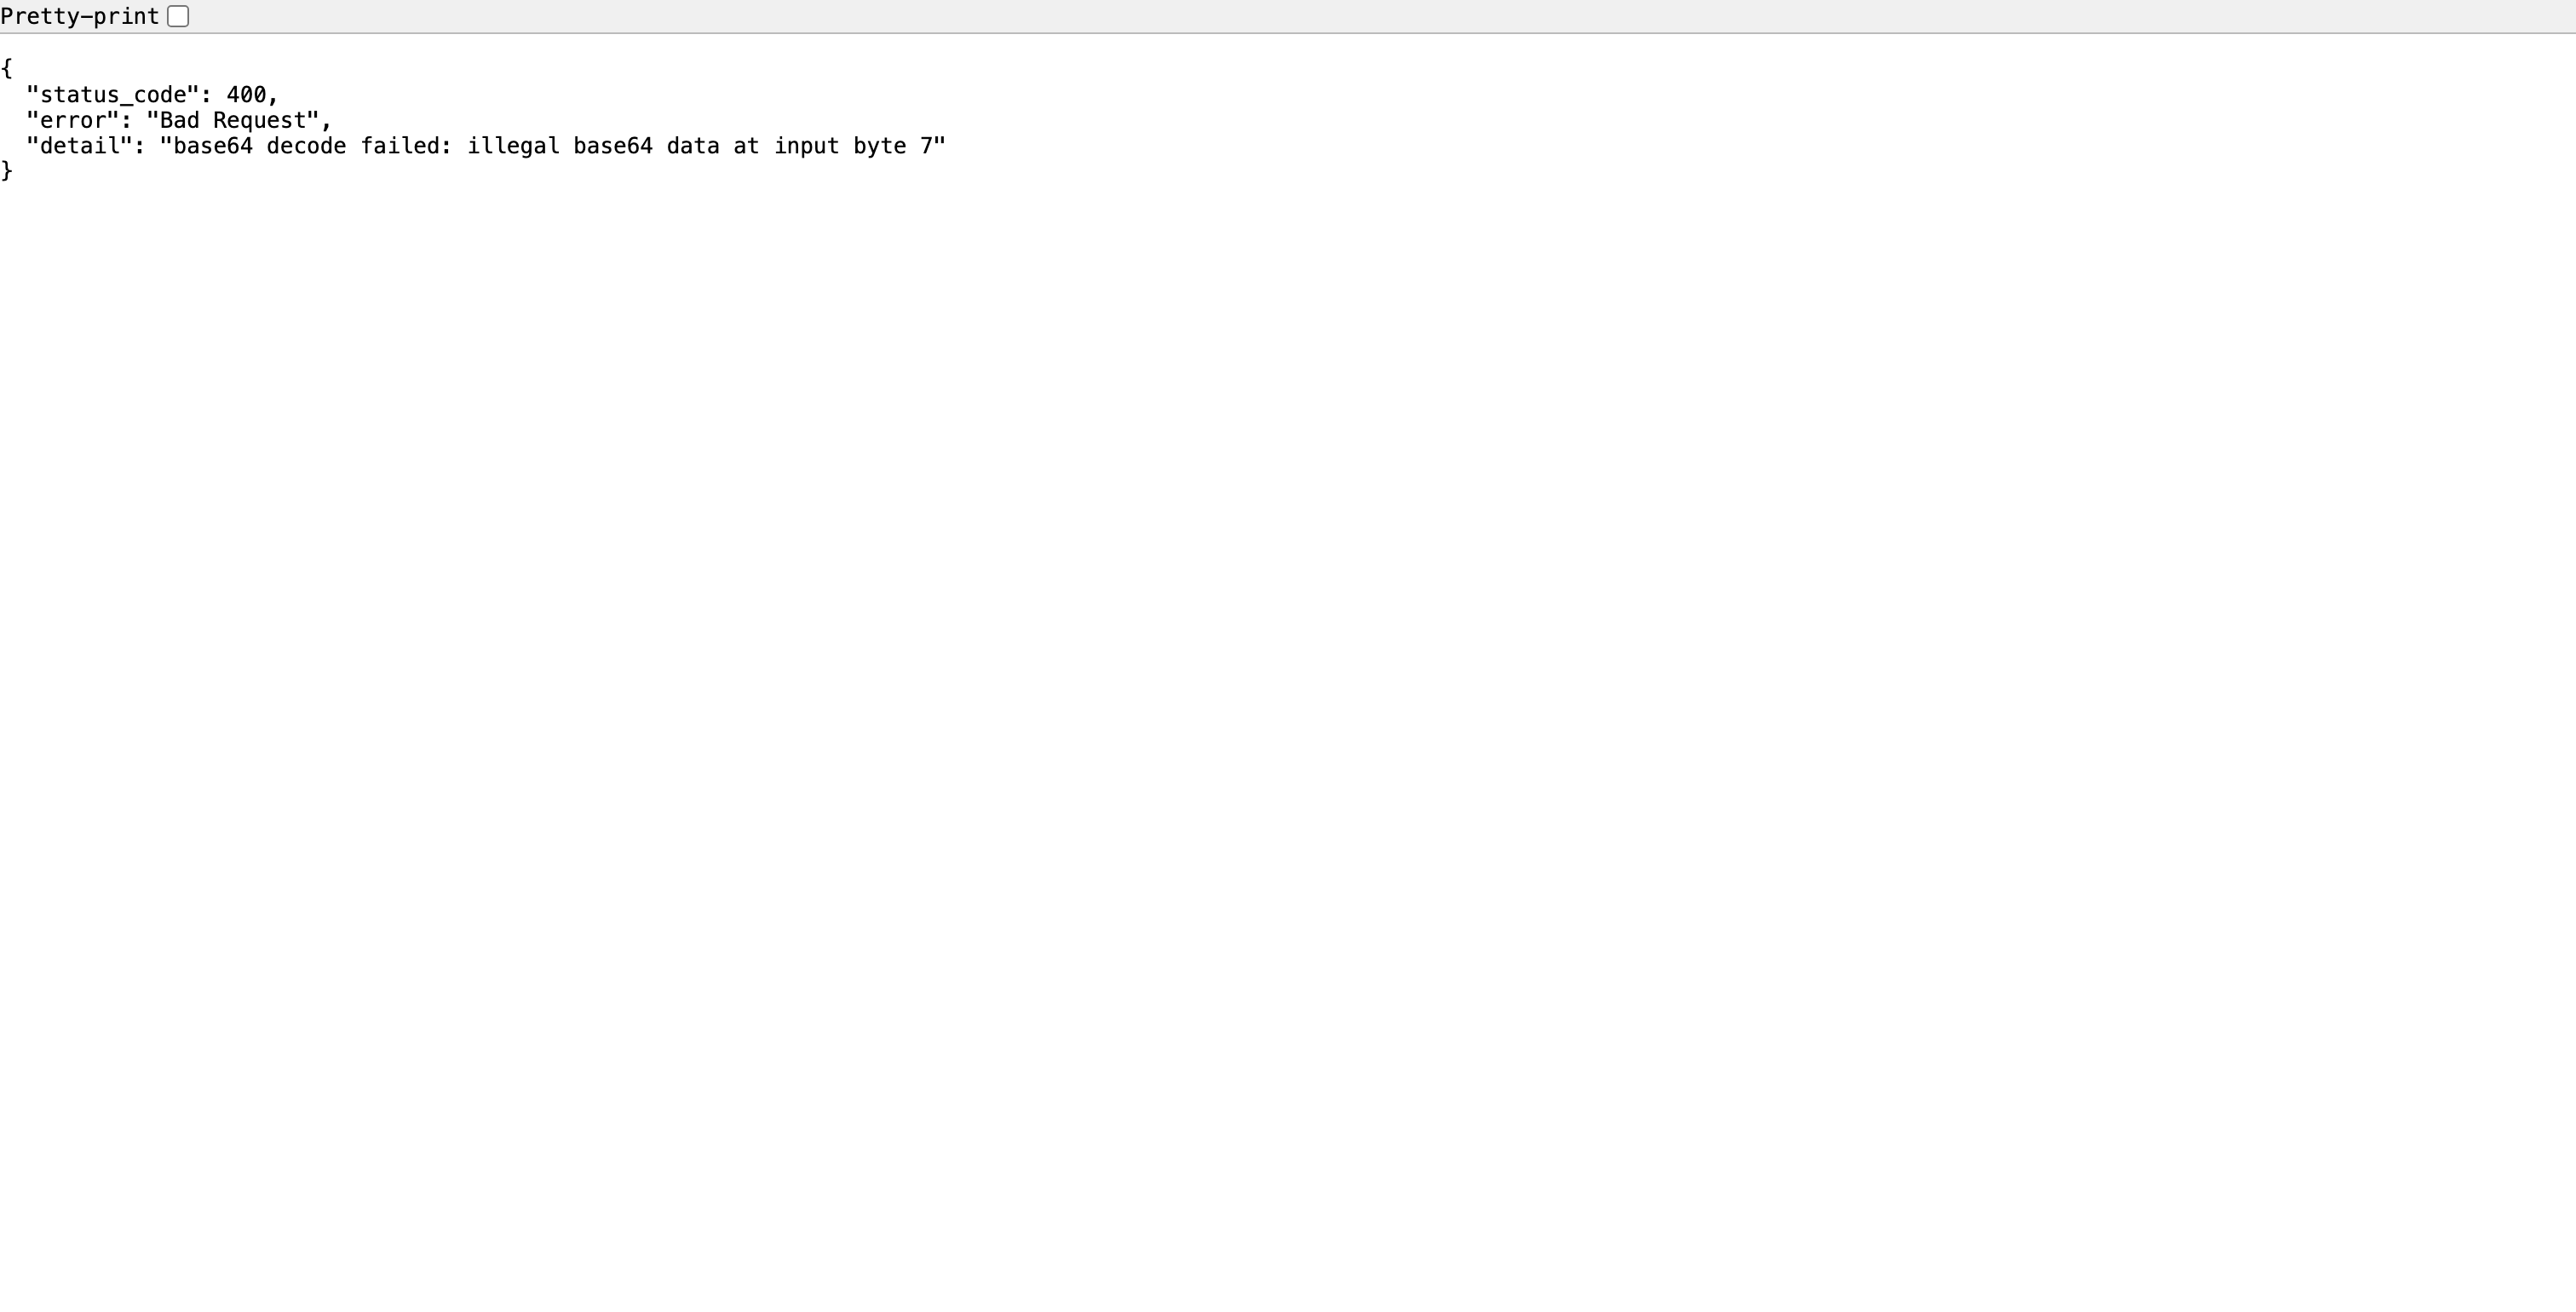 Pretty-print
{
  "status_code": 400,
  "error": "Bad Request",
  "detail": "base64 decode failed: illegal base64 data at input byte 7"
}